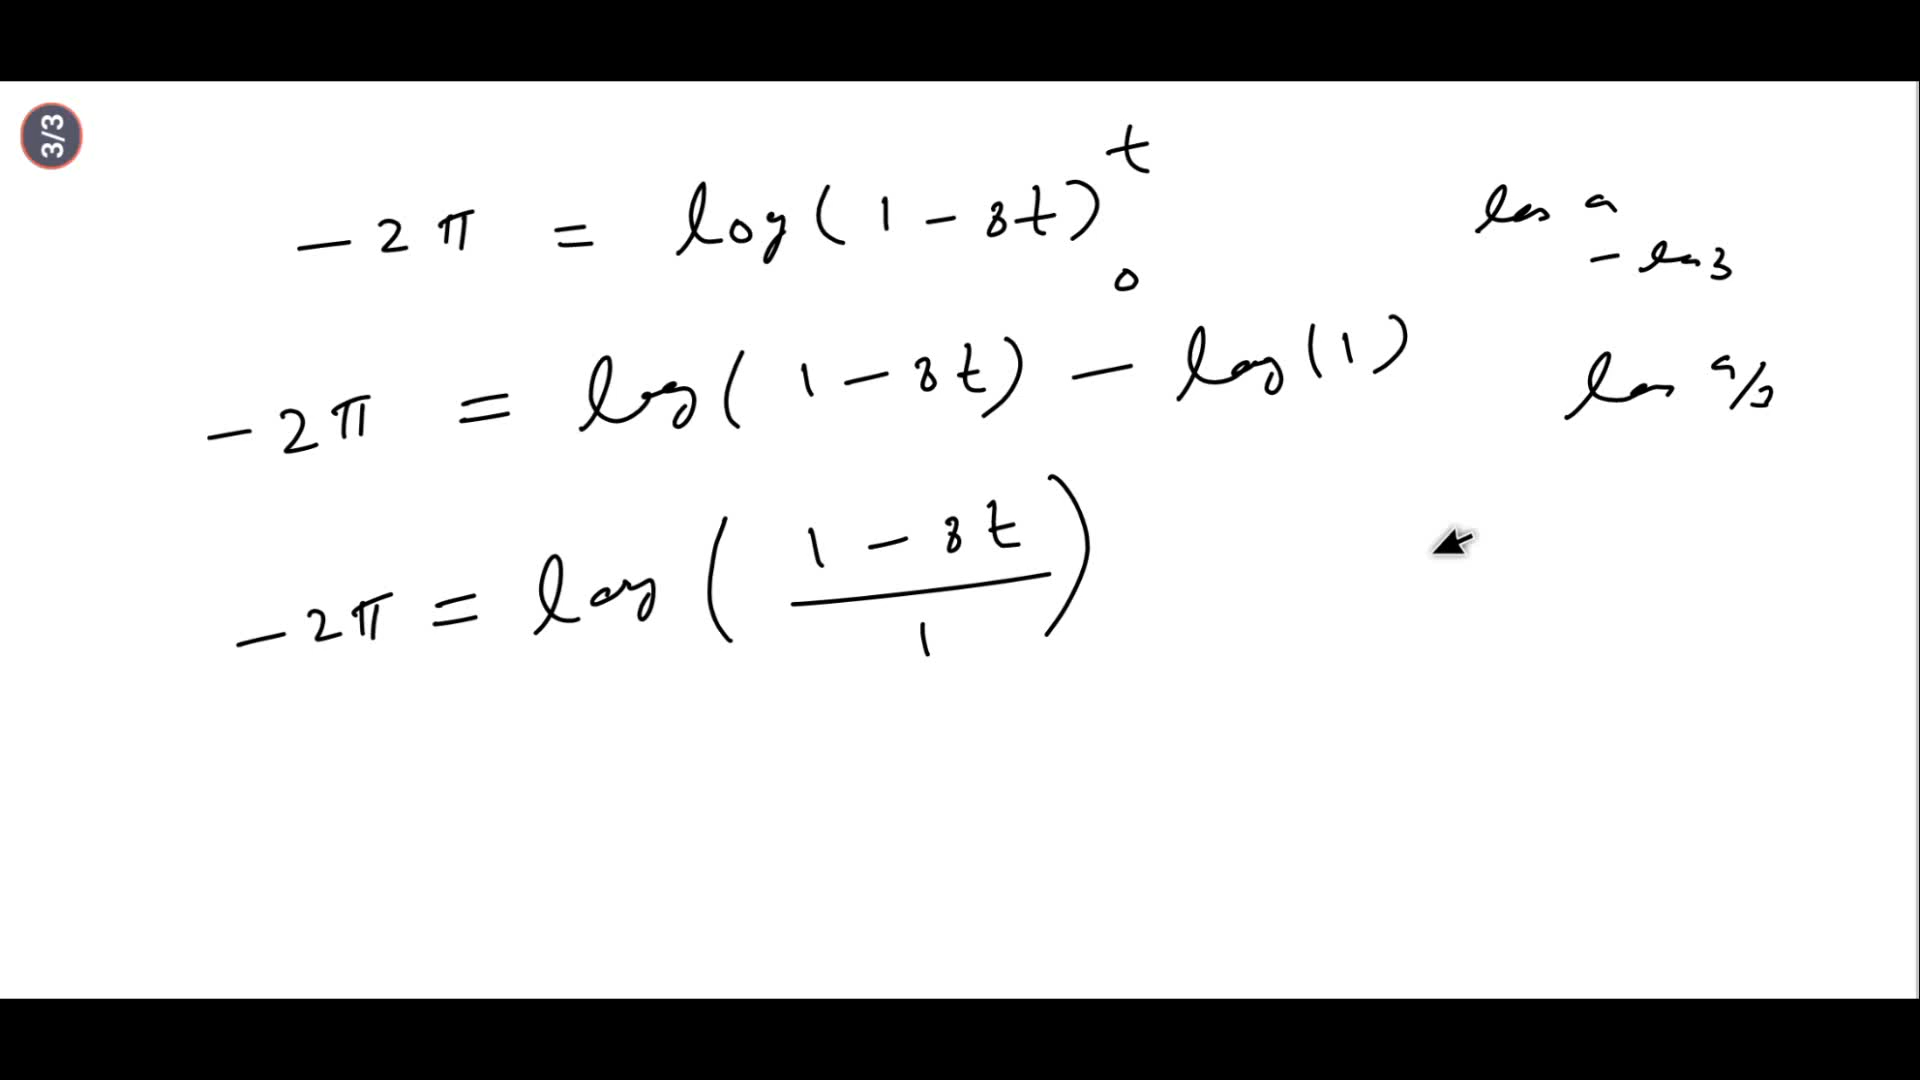 3/3
-2π = log(1-8t)
t
0
log a
- log 3
-2π = log(1-8t) - log(1)
log a/3
-2π = log(1-8t/1)